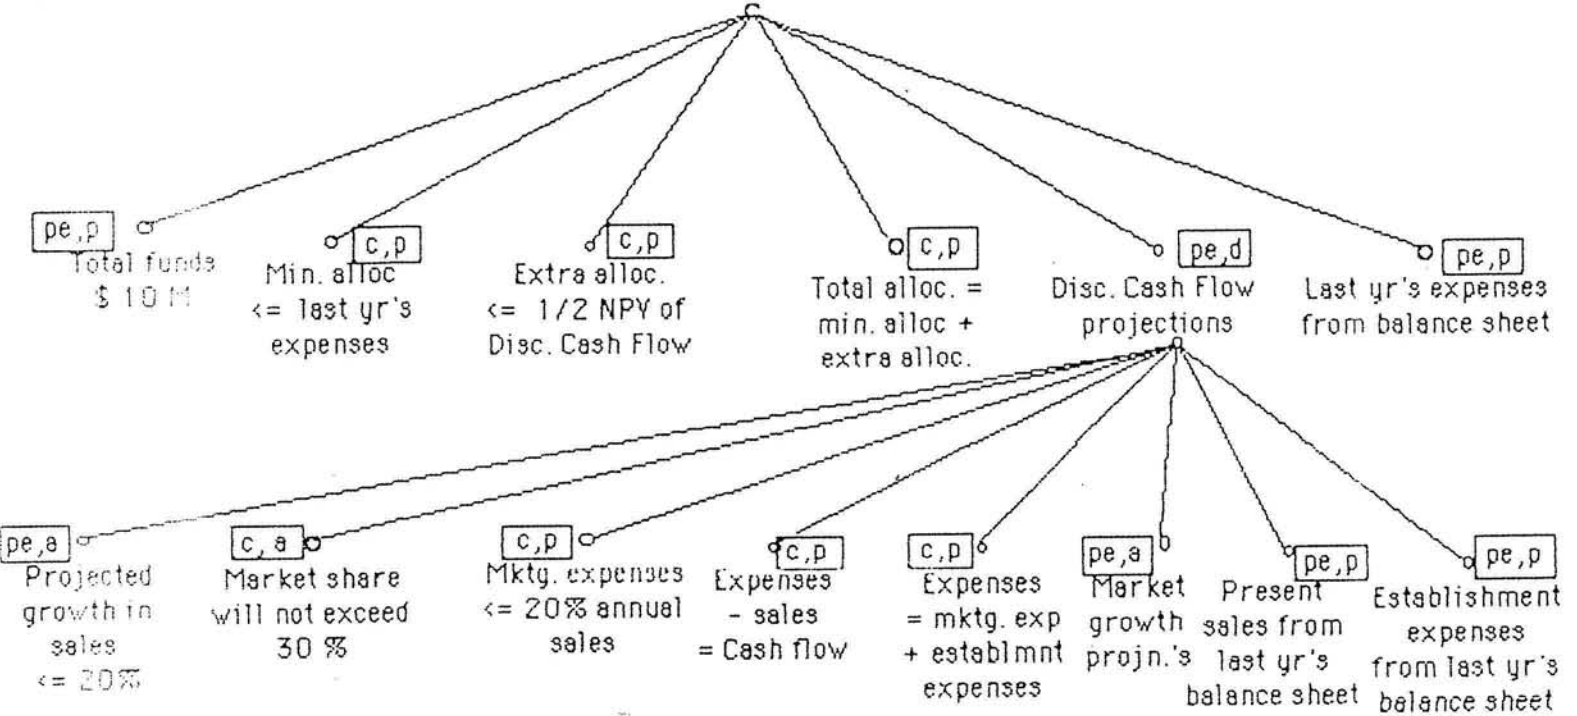 c
pe,p
Total funds
$ 10 M
c,p
Min. alloc
<= last yr's
expenses
c,p
Extra alloc.
<= 1/2 NPV of
Disc. Cash Flow
c,p
Total alloc. =
min. alloc +
extra alloc.
pe,d
Disc. Cash Flow
projections
pe,p
Last yr's expenses
from balance sheet
pe,a
Projected
growth in
sales
<= 20%
c, a
Market share
will not exceed
30 %
c,p
Mktg. expenses
<= 20% annual
sales
c,p
Expenses
- sales
= Cash flow
c,p
Expenses
= mktg. exp
+ establmnt
expenses
pe,a
Market
growth
projn.'s
pe,p
Present
sales from
last yr's
balance sheet
pe,p
Establishment
expenses
from last yr's
balance sheet